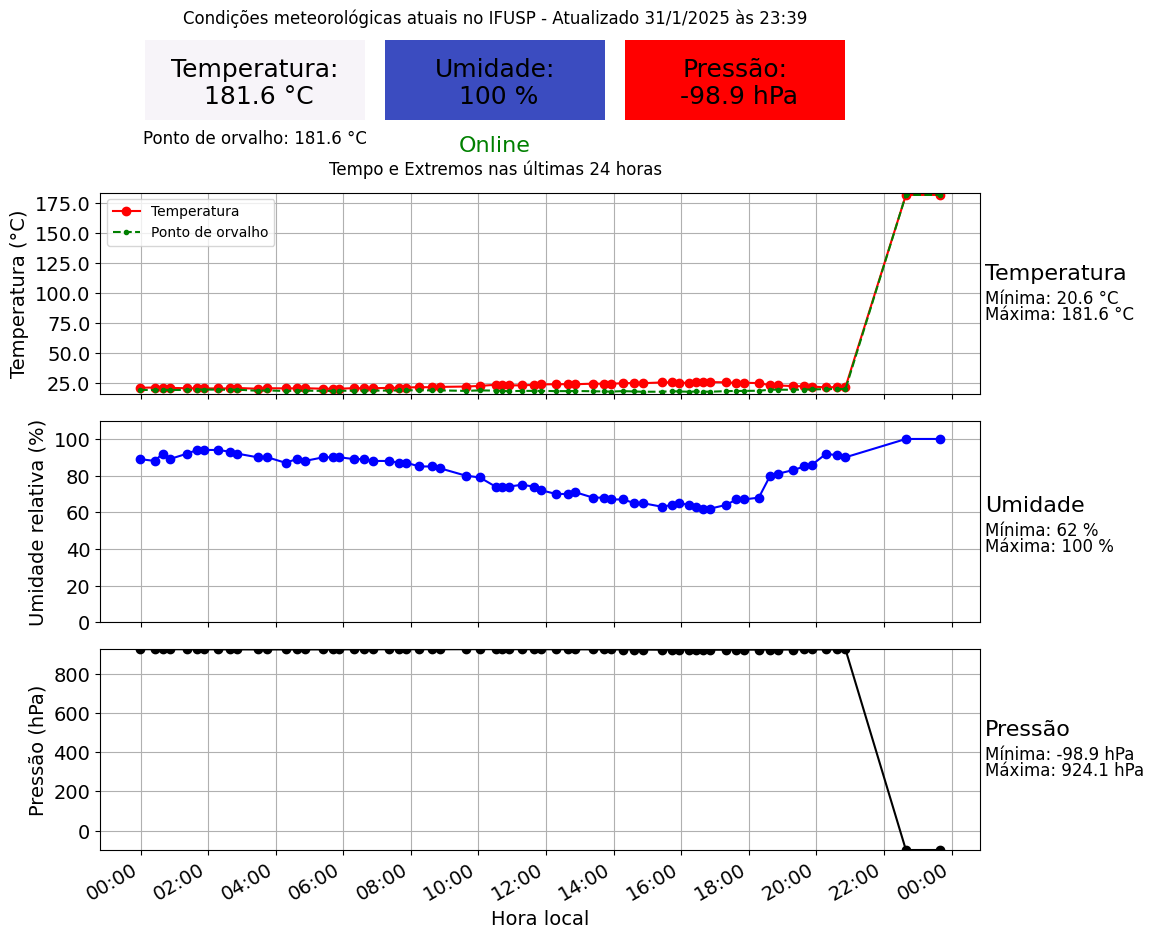 Condições meteorológicas atuais no IFUSP - Atualizado 31/1/2025 às 23:39
Temperatura:
181.6 °C
Umidade:
100 %
Pressão:
-98.9 hPa
Ponto de orvalho: 181.6 °C
Online
Tempo e Extremos nas últimas 24 horas
Temperatura (°C)
175.0
150.0
125.0
100.0
75.0
50.0
25.0
Temperatura
Ponto de orvalho
Temperatura
Mínima: 20.6 °C
Máxima: 181.6 °C
Umidade relativa (%)
100
80
60
40
20
0
Umidade
Mínima: 62 %
Máxima: 100 %
Pressão (hPa)
800
600
400
200
0
Pressão
Mínima: -98.9 hPa
Máxima: 924.1 hPa
00:00
02:00
04:00
06:00
08:00
10:00
12:00
14:00
16:00
18:00
20:00
22:00
00:00
Hora local